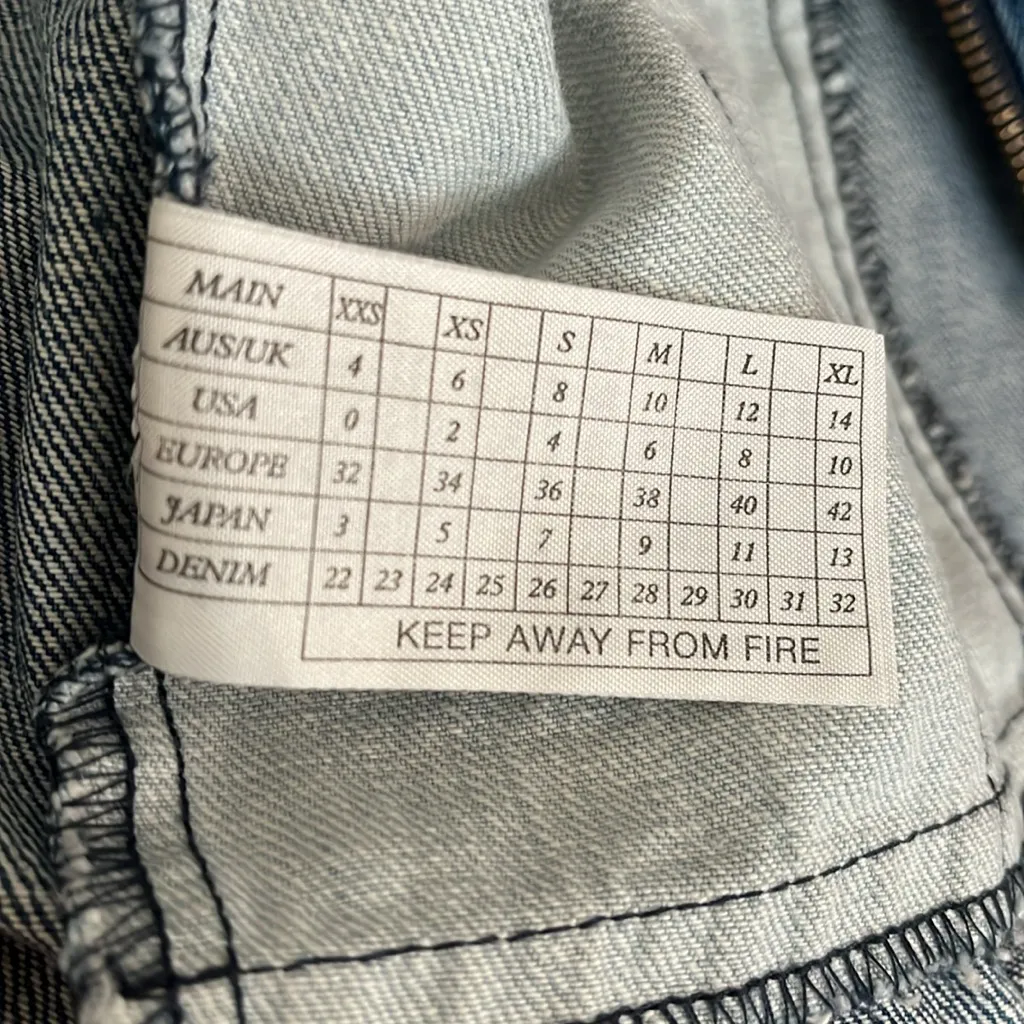 MAIN XXS XS S M L XL
AUS/UK 4 6 8 10 12 14
USA 0 2 4 6 8 10
EUROPE 32 34 36 38 40 42
JAPAN 3 5 7 9 11 13
DENIM 22 23 24 25 26 27 28 29 30 31 32
KEEP AWAY FROM FIRE